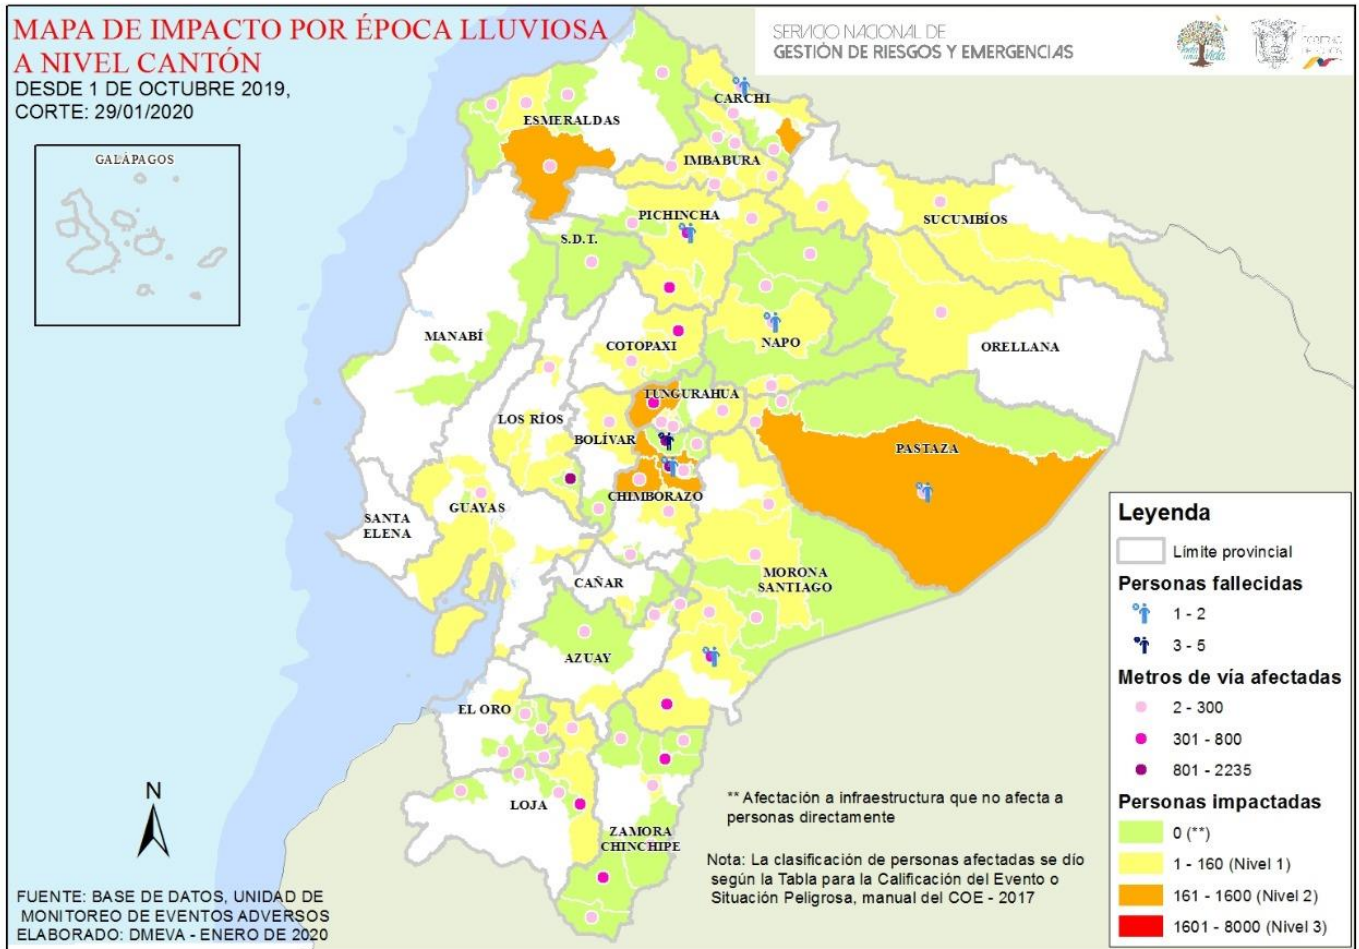 MAPA DE IMPACTO POR ÉPOCA LLUVIOSA
A NIVEL CANTÓN
DESDE 1 DE OCTUBRE 2019,
CORTE: 29/01/2020
SERVICIO NACIONAL DE
GESTIÓN DE RIESGOS Y EMERGENCIAS
Toda
una Vida
GALÁPAGOS
CARCHI
ESMERALDAS
IMBABURA
PICHINCHA
SUCUMBÍOS
S.D.T.
MANABÍ
COTOPAXI
NAPO
ORELLANA
TUNGURAHUA
LOS RÍOS
BOLÍVAR
PASTAZA
CHIMBORAZO
GUAYAS
SANTA
ELENA
CAÑAR
MORONA
SANTIAGO
AZUAY
EL ORO
LOJA
ZAMORA
CHINCHIPE
N
FUENTE: BASE DE DATOS, UNIDAD DE
MONITOREO DE EVENTOS ADVERSOS
ELABORADO: DMEVA - ENERO DE 2020
** Afectación a infraestructura que no afecta a
personas directamente
Nota: La clasificación de personas afectadas se dío
según la Tabla para la Calificación del Evento o
Situación Peligrosa, manual del COE - 2017
Leyenda
Límite provincial
Personas fallecidas
1 - 2
3 - 5
Metros de vía afectadas
2 - 300
301 - 800
801 - 2235
Personas impactadas
0 (**)
1 - 160 (Nivel 1)
161 - 1600 (Nivel 2)
1601 - 8000 (Nivel 3)